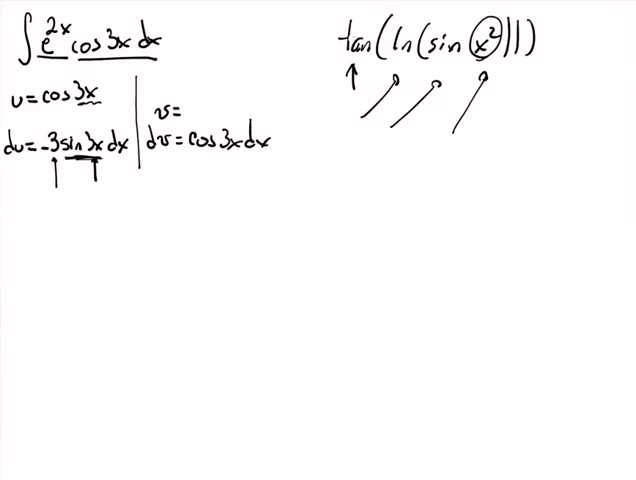 ∫ e^{2x} cos 3x dx
tan(ln(sin x²)))
u = cos 3x
v =
du = -3 sin 3x dx
dv = cos 3x dx